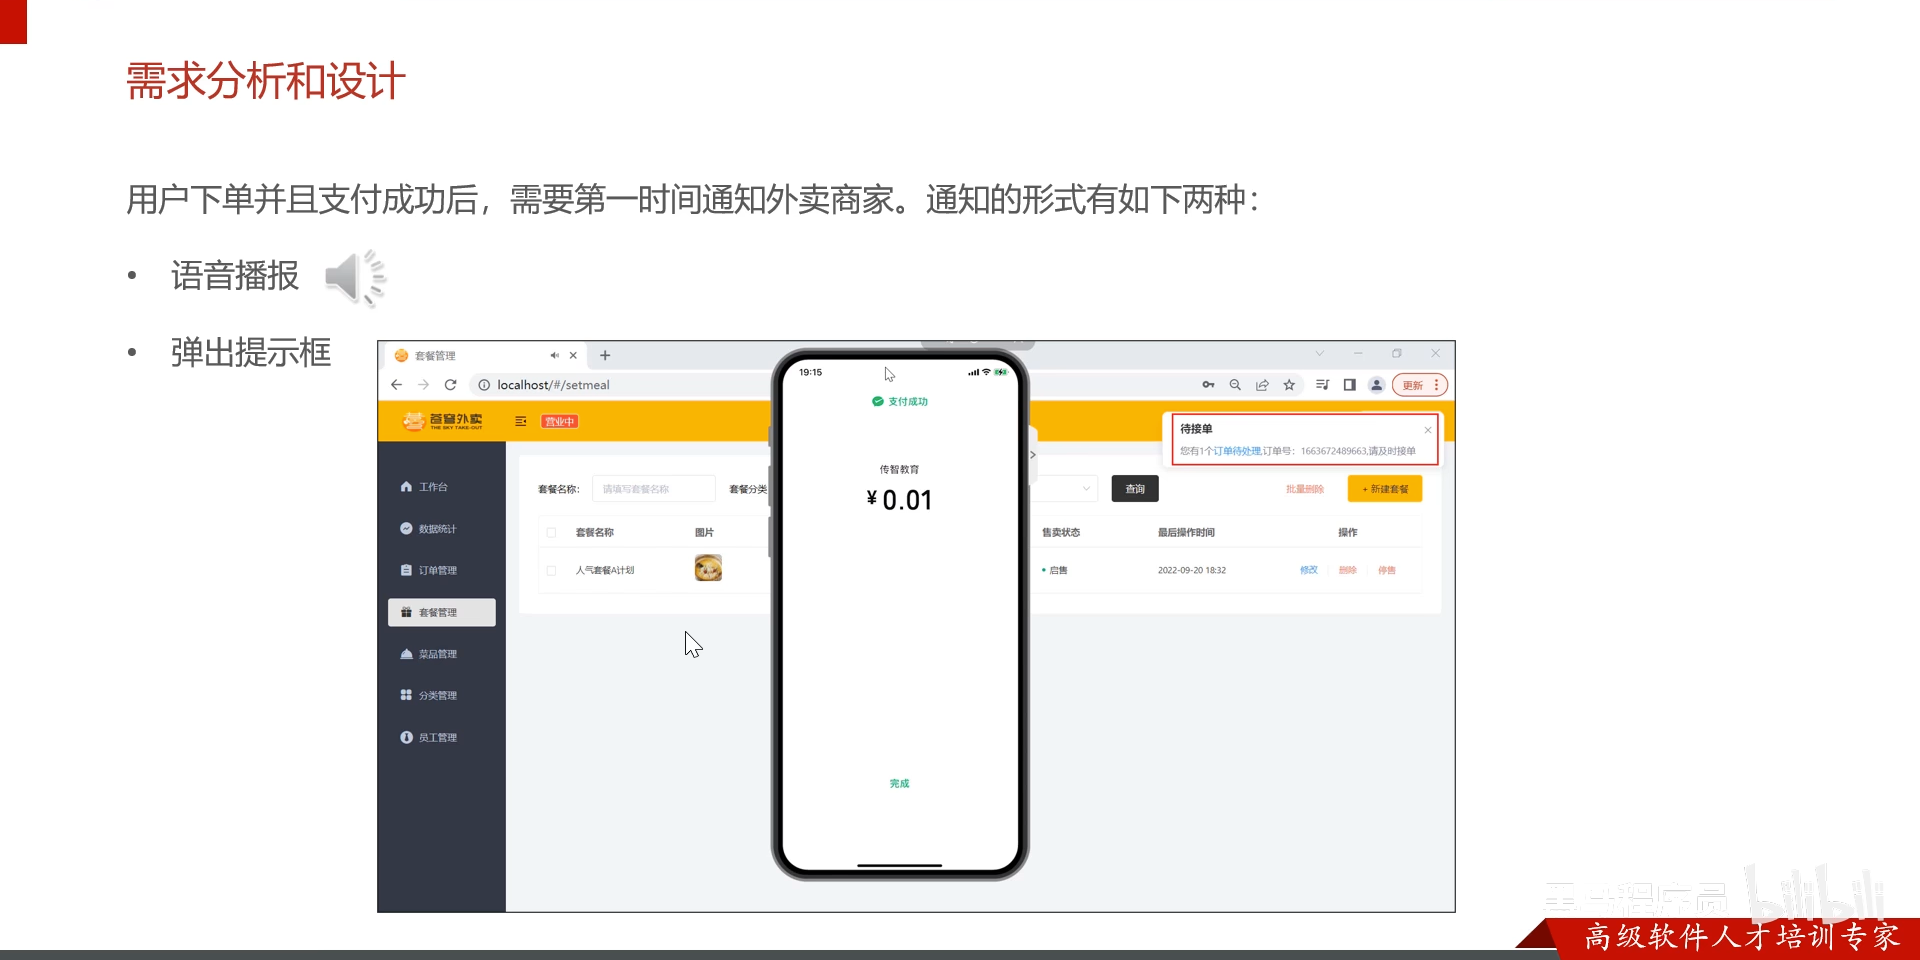 需求分析和设计
用户下单并且支付成功后，需要第一时间通知外卖商家。通知的形式有如下两种：
• 语音播报
• 弹出提示框
套餐管理
localhost/#/setmeal
更新
苍穹外卖
THE SKY TAKE-OUT
营业中
19:15
支付成功
传智教育
¥0.01
完成
待接单
您有1个订单待处理,订单号：1663672489663,请及时接单
工作台
数据统计
订单管理
套餐管理
菜品管理
分类管理
员工管理
套餐名称：
请填写套餐名称
套餐分类
查询
批量删除
+ 新建套餐
套餐名称
图片
售卖状态
最后操作时间
操作
人气套餐A计划
启售
2022-09-20 18:32
修改
删除
停售
黑马程序员
bilibili
高级软件人才培训专家